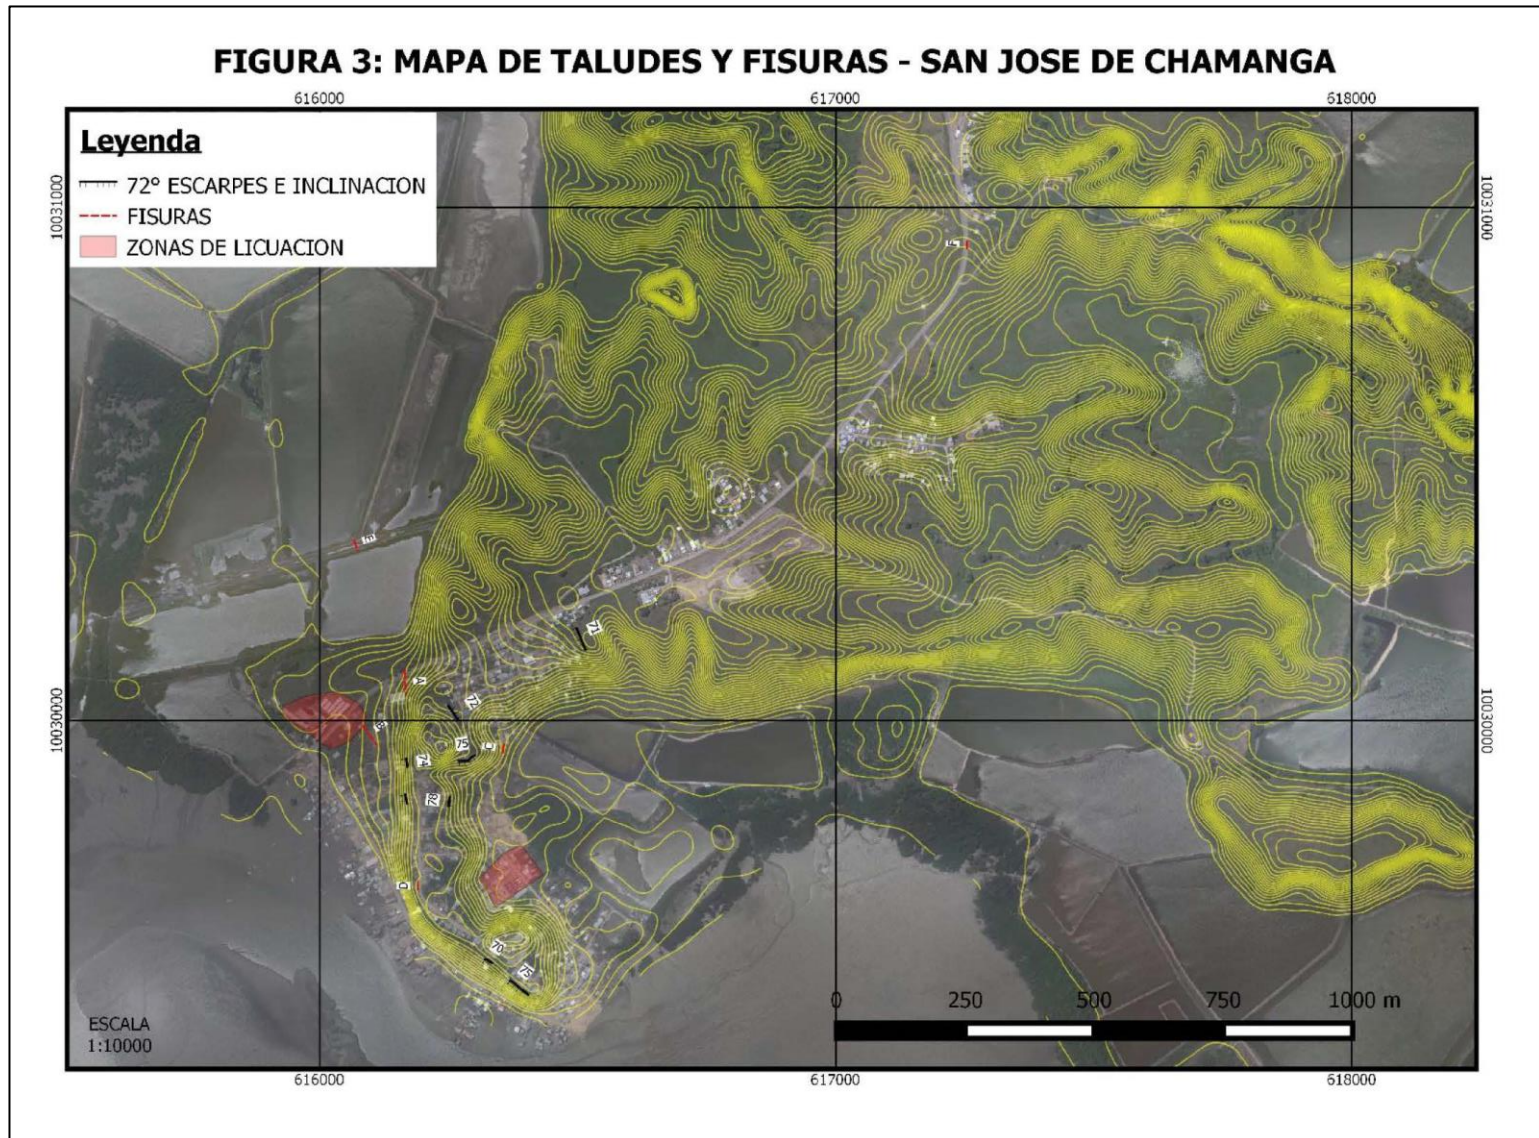 FIGURA 3: MAPA DE TALUDES Y FISURAS - SAN JOSE DE CHAMANGA
616000 617000 618000
Leyenda
72° ESCARPES E INCLINACION
FISURAS
ZONAS DE LICUACION
10031000 10031000
F
E
71
A
72
B
10030000 10030000
75 C
74
78
D
70
75
0 250 500 750 1000 m
ESCALA
1:10000
616000 617000 618000